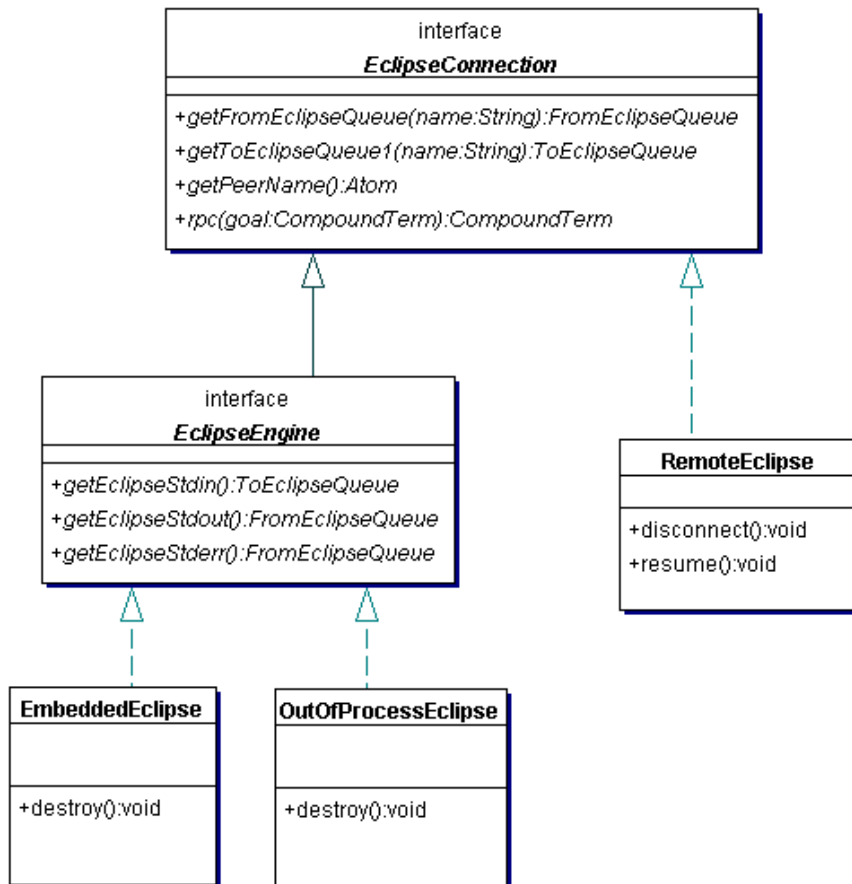 interface
EclipseConnection
+getFromEclipseQueue(name:String):FromEclipseQueue
+getToEclipseQueue1(name:String):ToEclipseQueue
+getPeerName():Atom
+rpc(goal:CompoundTerm):CompoundTerm
interface
EclipseEngine
+getEclipseStdin():ToEclipseQueue
+getEclipseStdout():FromEclipseQueue
+getEclipseStderr():FromEclipseQueue
RemoteEclipse
+disconnect():void
+resume():void
EmbeddedEclipse
+destroy():void
OutOfProcessEclipse
+destroy():void